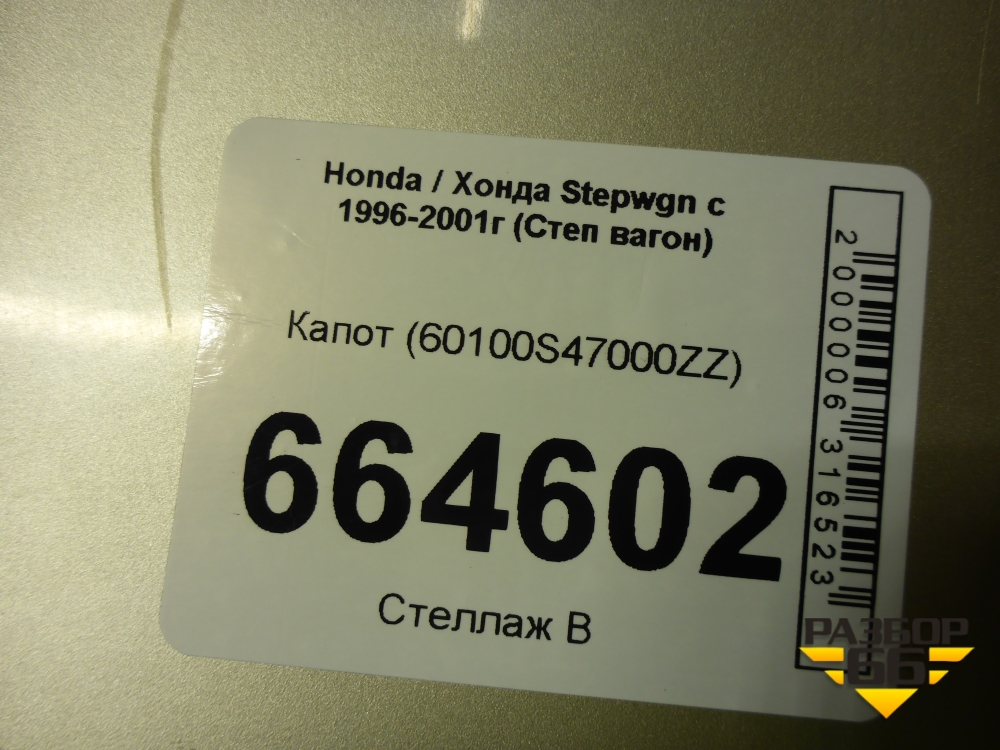 Honda / Хонда Stepwgn с
1996-2001г (Степ вагон)
Капот (60100S47000ZZ)
664602
Стеллаж В
2000006316523
РАЗБОР
66